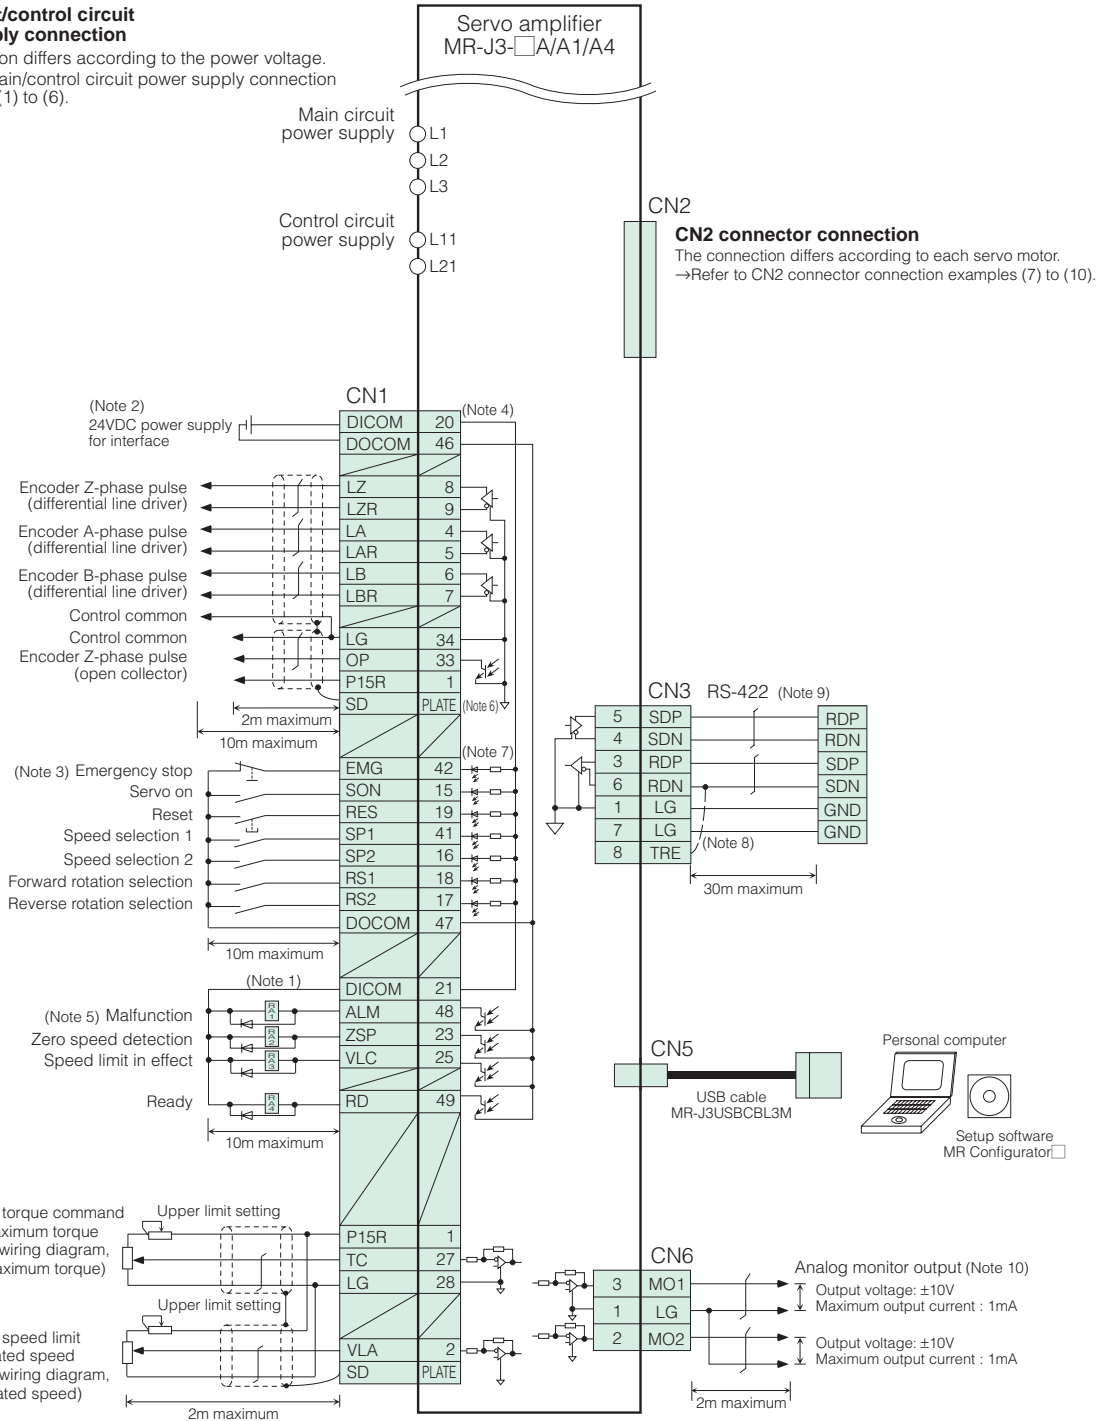 t/control circuit
ply connection
on differs according to the power voltage.
ain/control circuit power supply connection
(1) to (6).
Servo amplifier
MR-J3-□A/A1/A4
Main circuit
power supply
L1
L2
L3
Control circuit
power supply
L11
L21
CN2
CN2 connector connection
The connection differs according to each servo motor.
→Refer to CN2 connector connection examples (7) to (10).
CN1
(Note 2)
24VDC power supply
for interface
DICOM 20 (Note 4)
DOCOM 46
Encoder Z-phase pulse
(differential line driver)
LZ 8
LZR 9
Encoder A-phase pulse
(differential line driver)
LA 4
LAR 5
Encoder B-phase pulse
(differential line driver)
LB 6
LBR 7
Control common
Control common
LG 34
Encoder Z-phase pulse
(open collector)
OP 33
P15R 1
SD PLATE (Note 6)
2m maximum
10m maximum
(Note 7)
(Note 3) Emergency stop EMG 42
Servo on SON 15
Reset RES 19
Speed selection 1 SP1 41
Speed selection 2 SP2 16
Forward rotation selection RS1 18
Reverse rotation selection RS2 17
DOCOM 47
10m maximum
(Note 1)
DICOM 21
(Note 5) Malfunction RA1 ALM 48
Zero speed detection RA2 ZSP 23
Speed limit in effect RA3 VLC 25
Ready RA4 RD 49
10m maximum
torque command
aximum torque
wiring diagram,
aximum torque)
Upper limit setting
P15R 1
TC 27
LG 28
Upper limit setting
speed limit
ated speed
wiring diagram,
ated speed)
VLA 2
SD PLATE
2m maximum
CN3 RS-422 (Note 9)
5 SDP RDP
4 SDN RDN
3 RDP SDP
6 RDN SDN
1 LG GND
7 LG GND
8 TRE (Note 8)
30m maximum
CN5
USB cable
MR-J3USBCBL3M
Personal computer
Setup software
MR Configurator□
CN6
3 MO1
1 LG
2 MO2
Analog monitor output (Note 10)
Output voltage: ±10V
Maximum output current : 1mA
Output voltage: ±10V
Maximum output current : 1mA
2m maximum